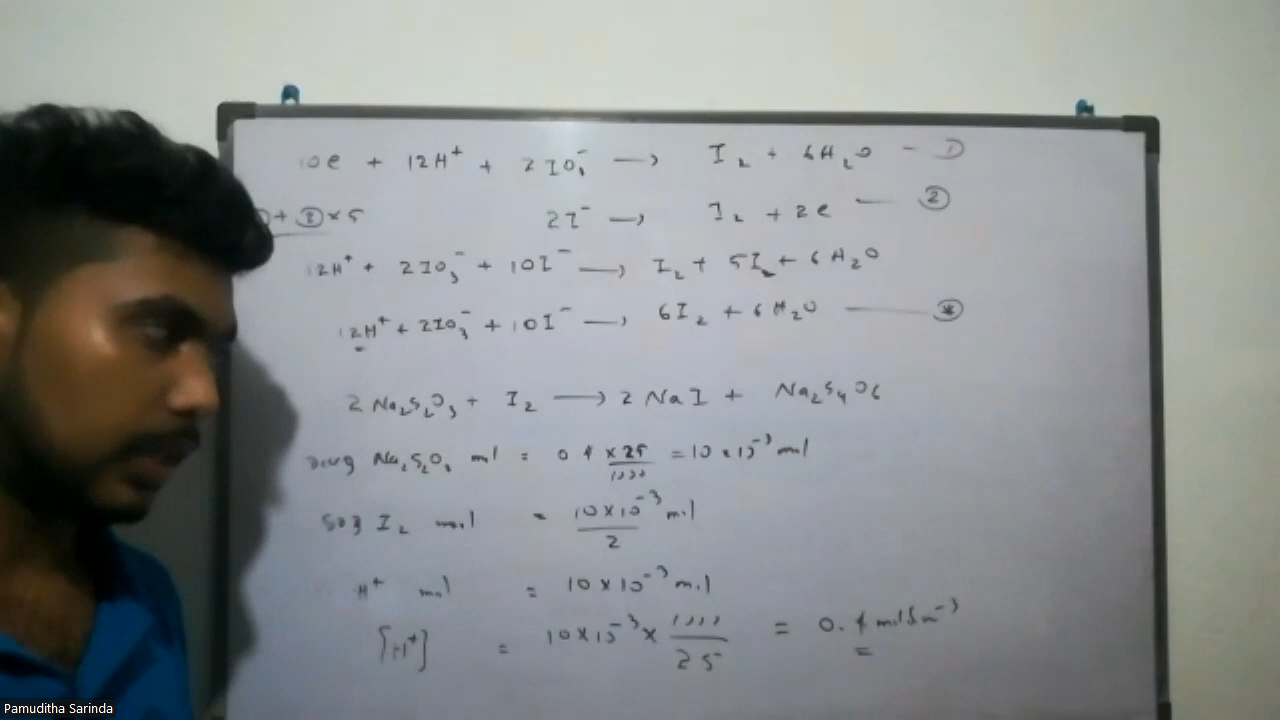 10e + 12H⁺ + 2IO₃⁻ ⟶ I₂ + 6H₂O - ①
+ ② × 5 2I⁻ ⟶ I₂ + 2e — ②
12H⁺ + 2IO₃⁻ + 10I⁻ ⟶ I₂ + 5I₂ + 6H₂O
12H⁺ + 2IO₃⁻ + 10I⁻ ⟶ 6I₂ + 6H₂O —
2Na₂S₂O₃ + I₂ ⟶ 2NaI + Na₂S₄O₆
Na₂S₂O₃ mol = 0.4 × 25/1000 = 10 × 10⁻³ mol
I₂ mol = 10 × 10⁻³/2 mol
H⁺ mol = 10 × 10⁻³ mol
[H⁺] = 10 × 10⁻³ × 1000/25 = 0.4 moldm⁻³
Pamuditha Sarinda